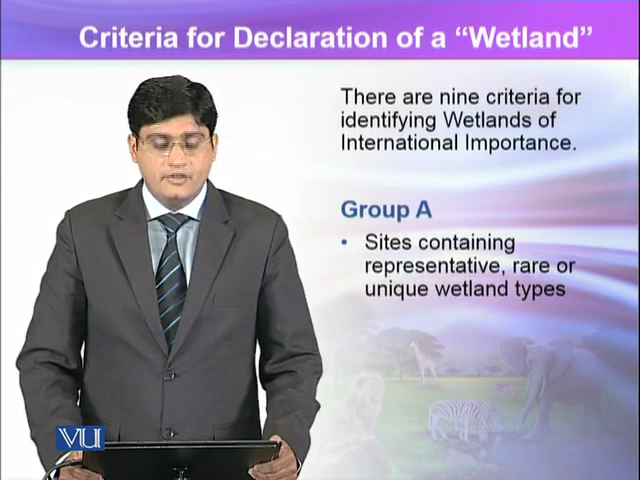 Criteria for Declaration of a “Wetland”
There are nine criteria for
identifying Wetlands of
International Importance.
Group A
• Sites containing
representative, rare or
unique wetland types
VU